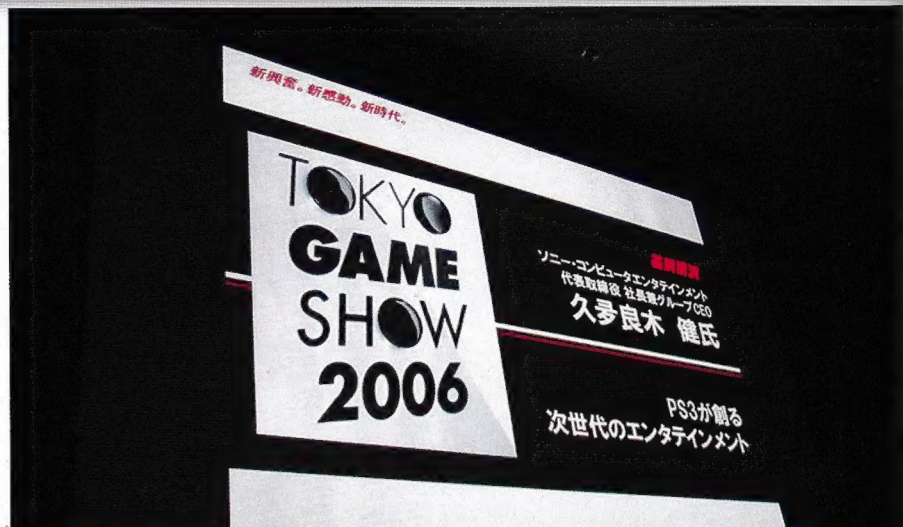 新興奮。新感動。新時代。
TOKYO
GAME
SHOW
2006
基調講演
ソニー・コンピュータエンタテインメント
代表取締役 社長兼グループCEO
久夛良木 健氏
PS3が創る
次世代のエンタテインメント